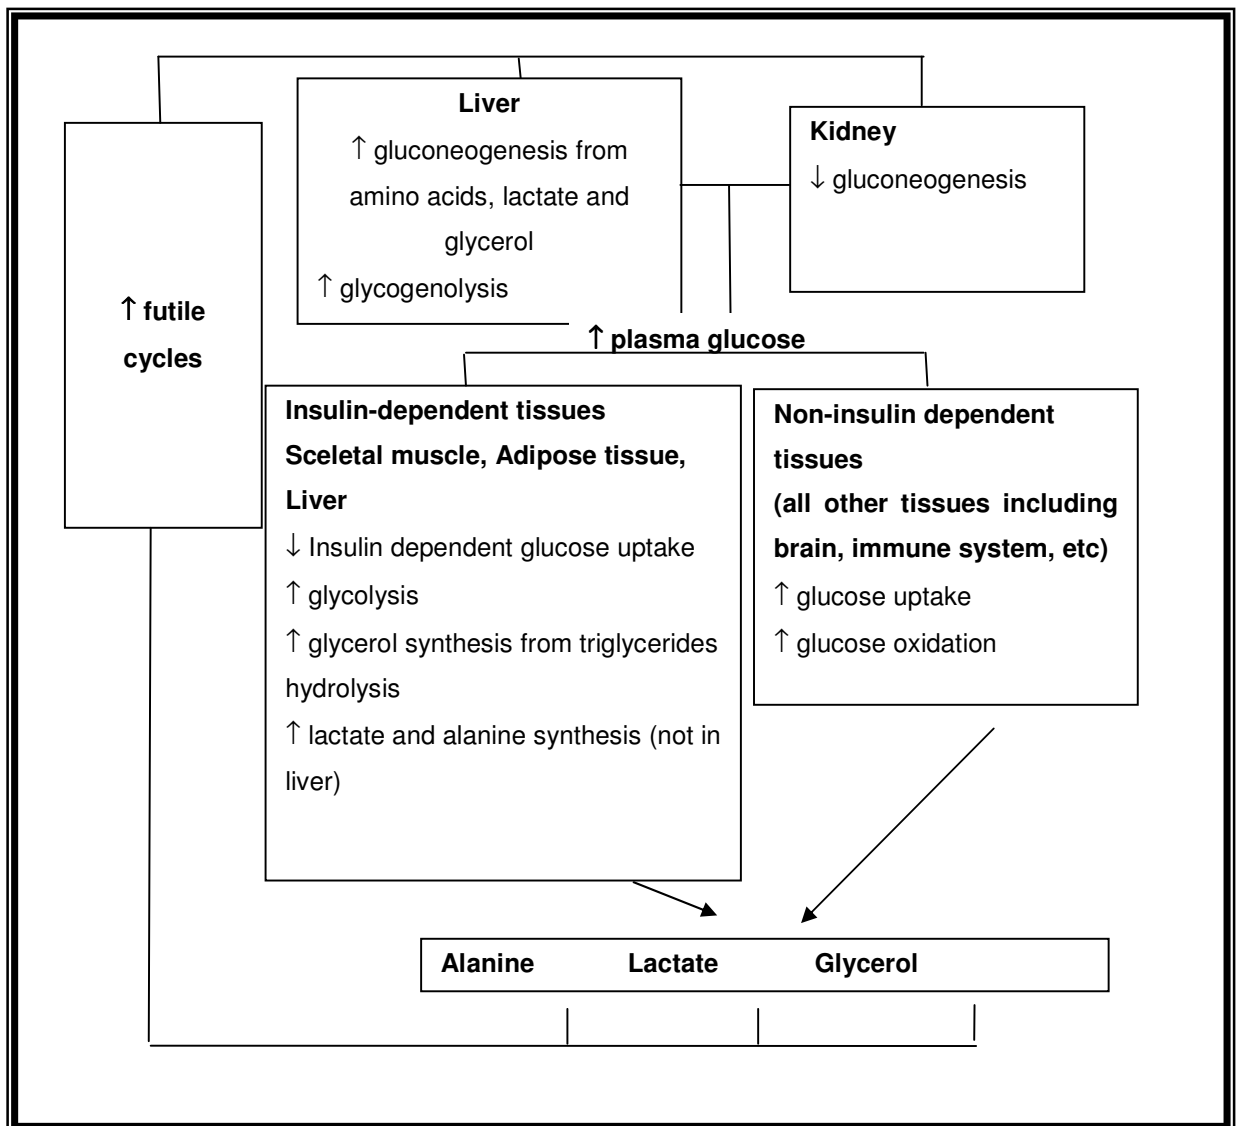 Liver
↑ gluconeogenesis from
amino acids, lactate and
glycerol
↑ glycogenolysis
Kidney
↓ gluconeogenesis
↑ futile
cycles
↑ plasma glucose
Insulin-dependent tissues
Sceletal muscle, Adipose tissue,
Liver
↓ Insulin dependent glucose uptake
↑ glycolysis
↑ glycerol synthesis from triglycerides
hydrolysis
↑ lactate and alanine synthesis (not in
liver)
Non-insulin dependent
tissues
(all other tissues including
brain, immune system, etc)
↑ glucose uptake
↑ glucose oxidation
Alanine Lactate Glycerol